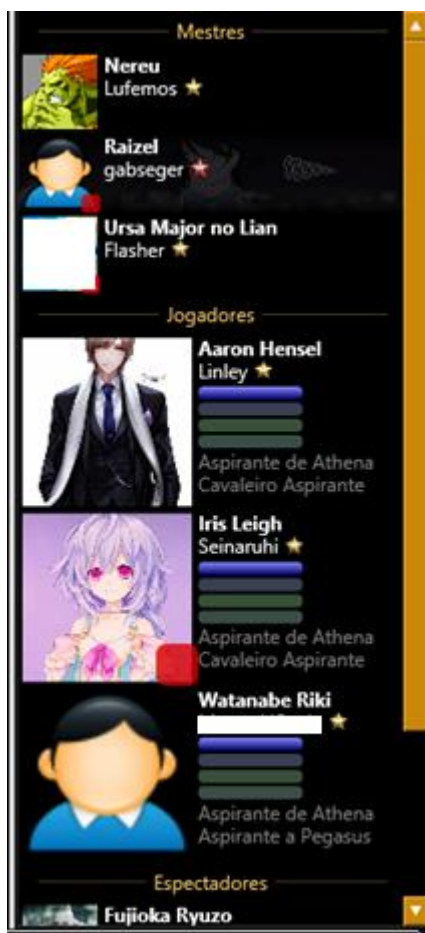 Mestres
Nereu
Lufemos
Raizel
gabseger
Ursa Major no Lian
Flasher
Jogadores
Aaron Hensel
Linley
Aspirante de Athena
Cavaleiro Aspirante
Iris Leigh
Seinaruhi
Aspirante de Athena
Cavaleiro Aspirante
Watanabe Riki
Aspirante de Athena
Aspirante a Pegasus
Espectadores
Fujioka Ryuzo